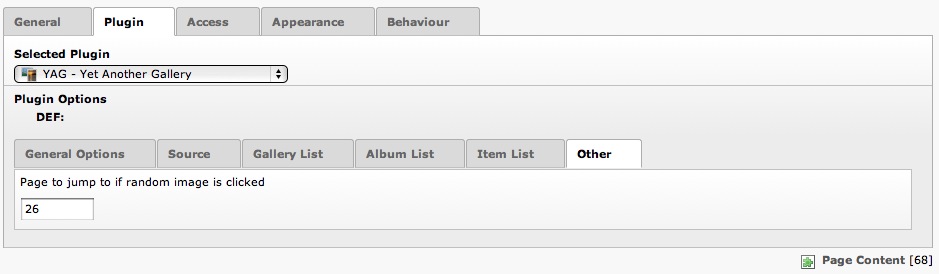 General Plugin Access Appearance Behaviour
Selected Plugin
YAG - Yet Another Gallery
Plugin Options
DEF:
General Options Source Gallery List Album List Item List Other
Page to jump to if random image is clicked
26
Page Content [68]